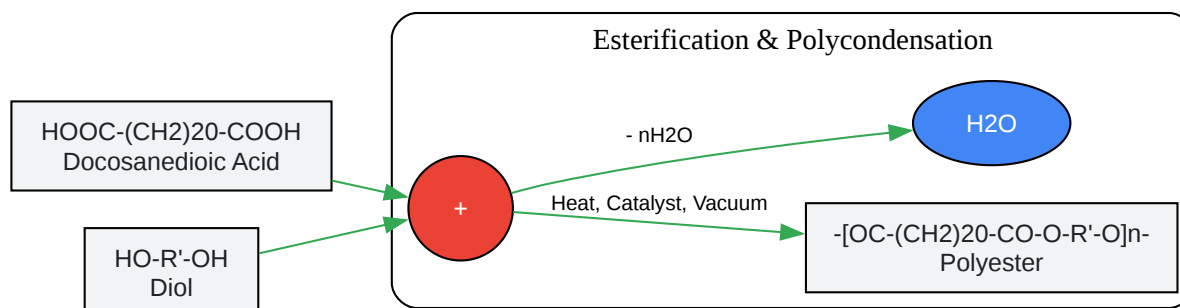 Esterification & Polycondensation
HOOC-(CH2)20-COOH
Docosanedioic Acid
HO-R'-OH
Diol
+
- nH2O
Heat, Catalyst, Vacuum
H2O
-[OC-(CH2)20-CO-O-R'-O]n-
Polyester